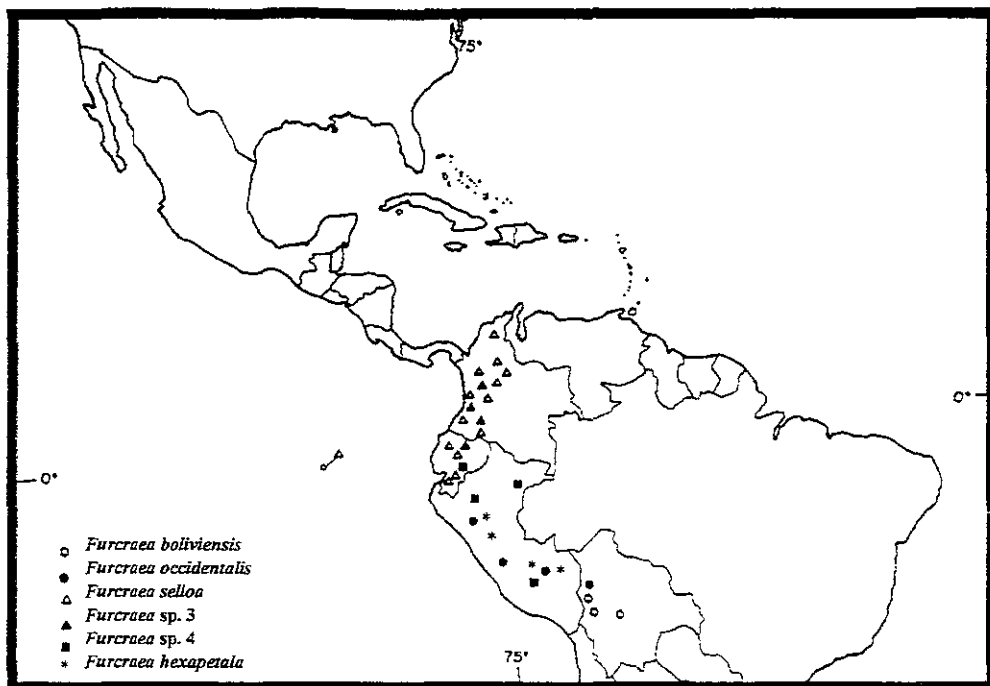 75°
0°
0°
Furcraea boliviensis
Furcraea occidentalis
Furcraea selloa
Furcraea sp. 3
Furcraea sp. 4
Furcraea hexapetala
75°